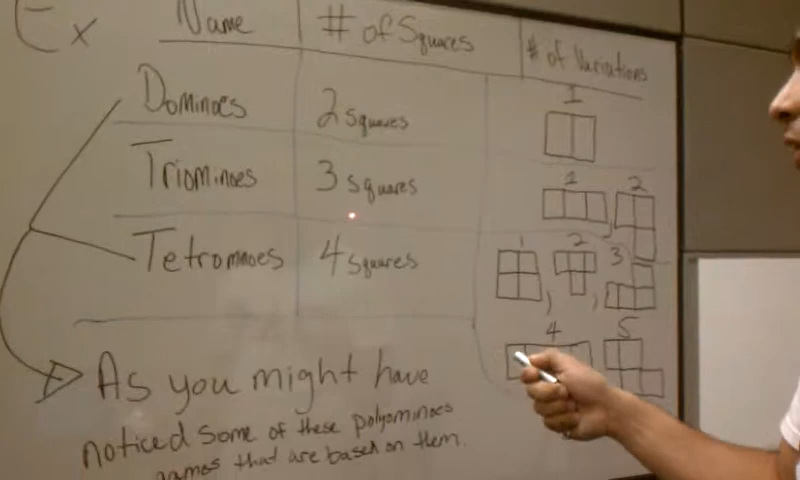 Ex
Name # of Squares # of Variations
Dominoes 2 squares 1
Triominoes 3 squares 1 2
Tetrominoes 4 squares 1 2 3
4 5
As you might have
noticed some of these polyominoes
games that are based on them.